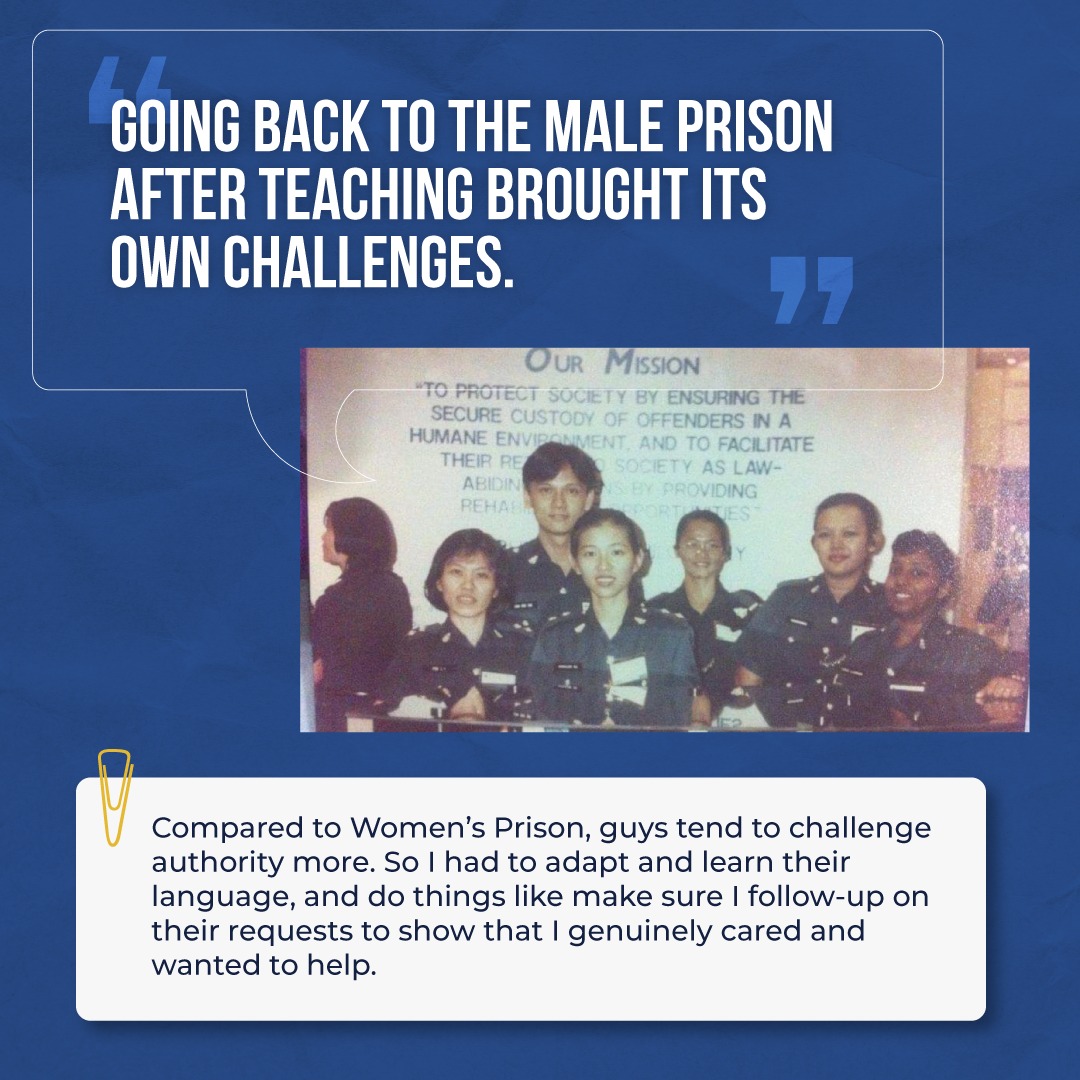 “
GOING BACK TO THE MALE PRISON
AFTER TEACHING BROUGHT ITS
OWN CHALLENGES.
”
OUR MISSION
“TO PROTECT SOCIETY BY ENSURING THE
SECURE CUSTODY OF OFFENDERS IN A
HUMANE ENVIRONMENT, AND TO FACILITATE
THEIR SOCIETY AS LAW-
BY PROVIDING
Compared to Women’s Prison, guys tend to challenge
authority more. So I had to adapt and learn their
language, and do things like make sure I follow-up on
their requests to show that I genuinely cared and
wanted to help.